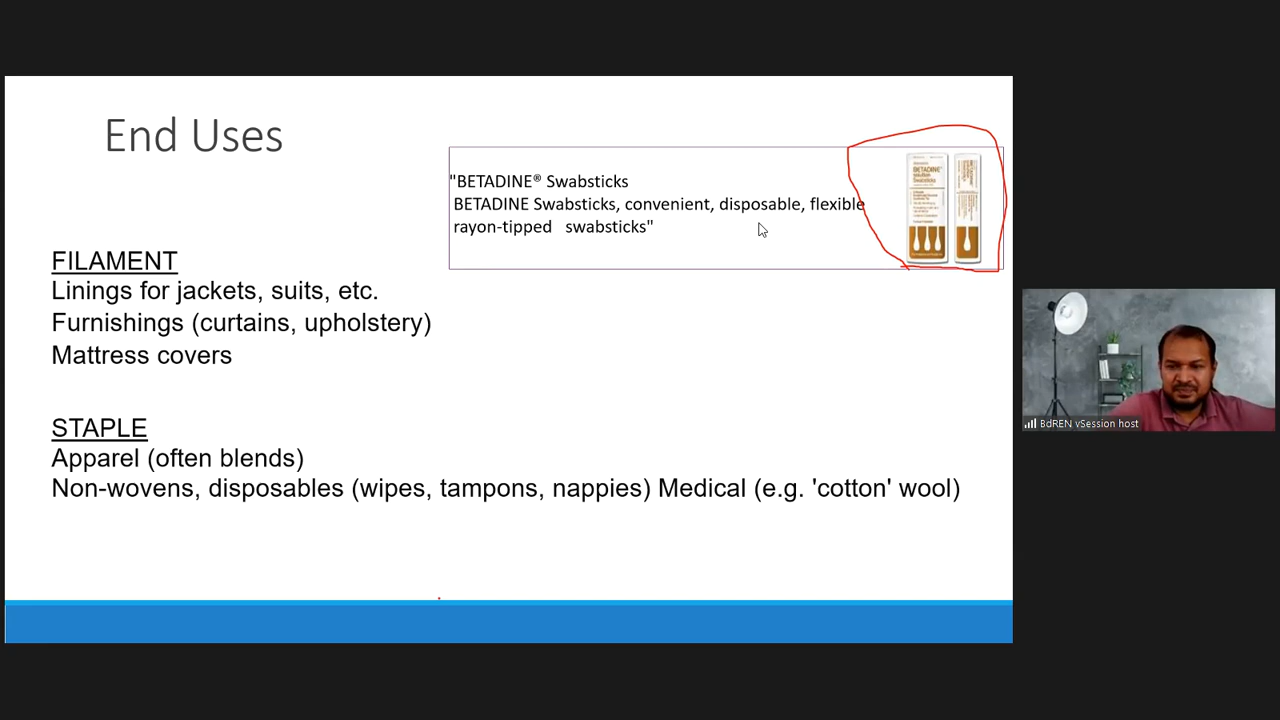 End Uses
"BETADINE® Swabsticks
BETADINE Swabsticks, convenient, disposable, flexible
rayon-tipped swabsticks"
BETADINE
solution
Swabsticks
FILAMENT
Linings for jackets, suits, etc.
Furnishings (curtains, upholstery)
Mattress covers
STAPLE
Apparel (often blends)
Non-wovens, disposables (wipes, tampons, nappies) Medical (e.g. 'cotton' wool)
BdREN vSession host